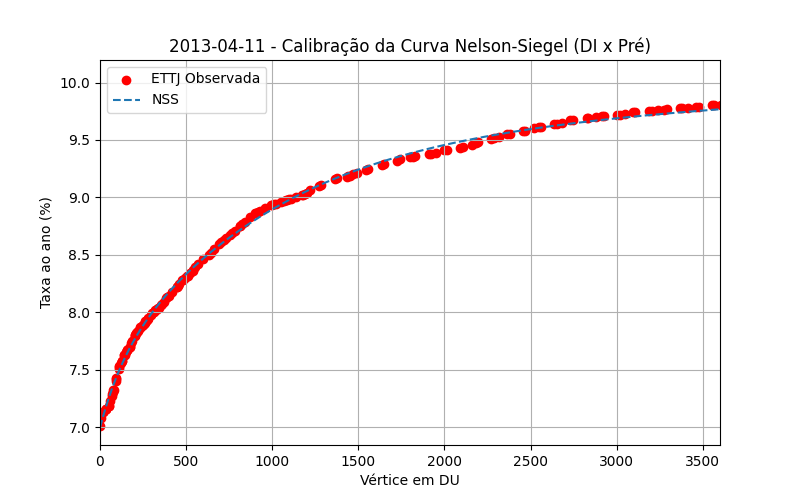 2013-04-11 - Calibração da Curva Nelson-Siegel (DI x Pré)
ETTJ Observada
NSS
Taxa ao ano (%)
10.0
9.5
9.0
8.5
8.0
7.5
7.0
0 500 1000 1500 2000 2500 3000 3500
Vértice em DU